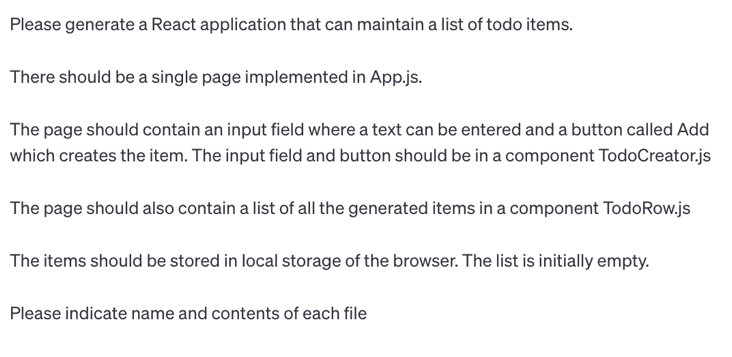 Please generate a React application that can maintain a list of todo items.
There should be a single page implemented in App.js.
The page should contain an input field where a text can be entered and a button called Add
which creates the item. The input field and button should be in a component TodoCreator.js
The page should also contain a list of all the generated items in a component TodoRow.js
The items should be stored in local storage of the browser. The list is initially empty.
Please indicate name and contents of each file